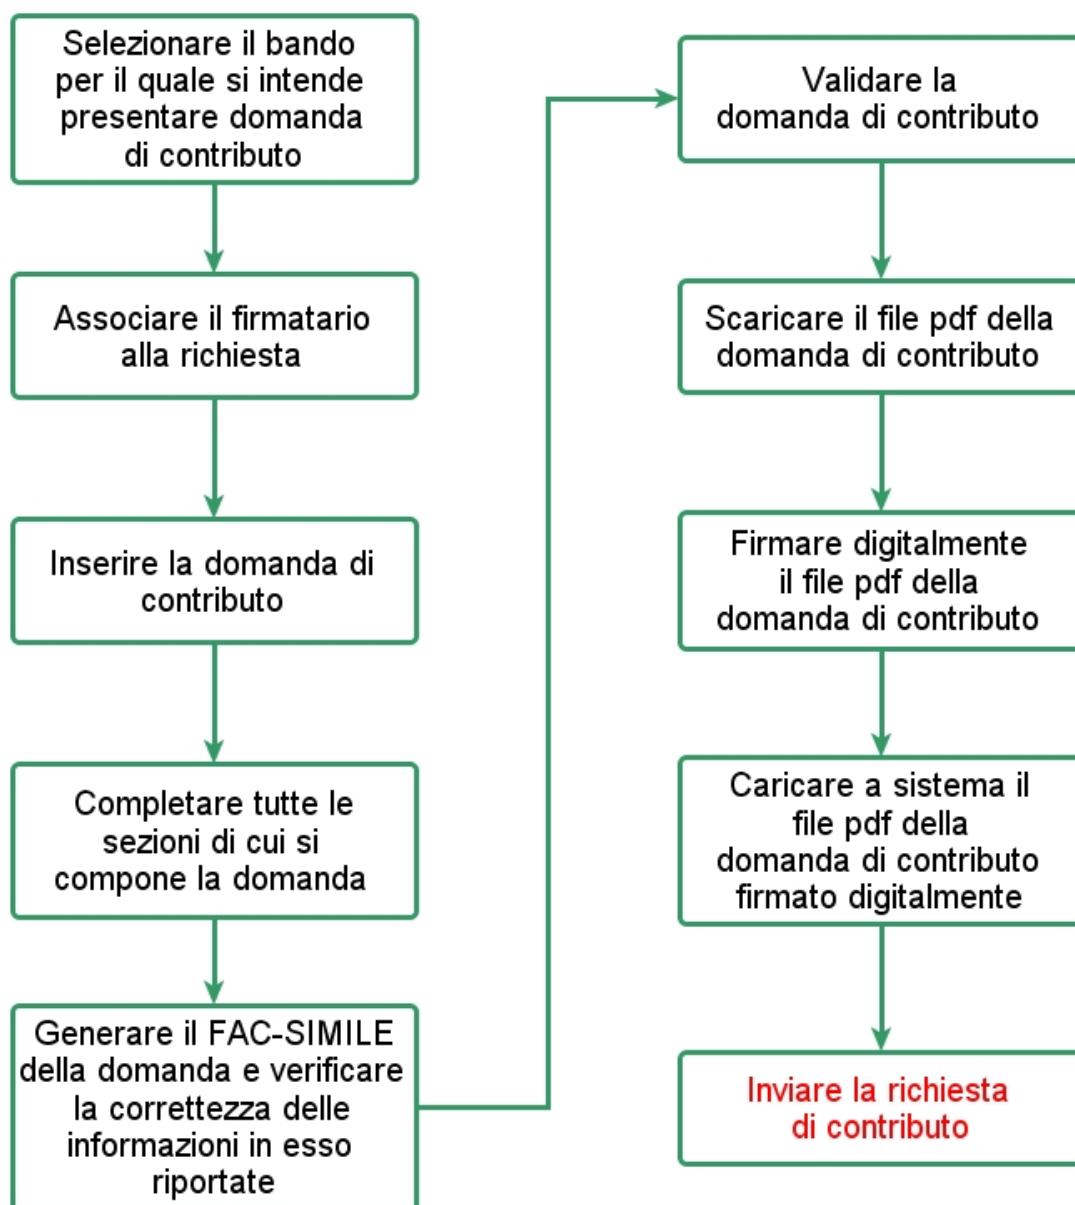 Selezionare il bando
per il quale si intende
presentare domanda
di contributo
Associare il firmatario
alla richiesta
Inserire la domanda di
contributo
Completare tutte le
sezioni di cui si
compone la domanda
Generare il FAC-SIMILE
della domanda e verificare
la correttezza delle
informazioni in esso
riportate
Validare la
domanda di contributo
Scaricare il file pdf della
domanda di contributo
Firmare digitalmente
il file pdf della
domanda di contributo
Caricare a sistema il
file pdf della
domanda di contributo
firmato digitalmente
Inviare la richiesta
di contributo